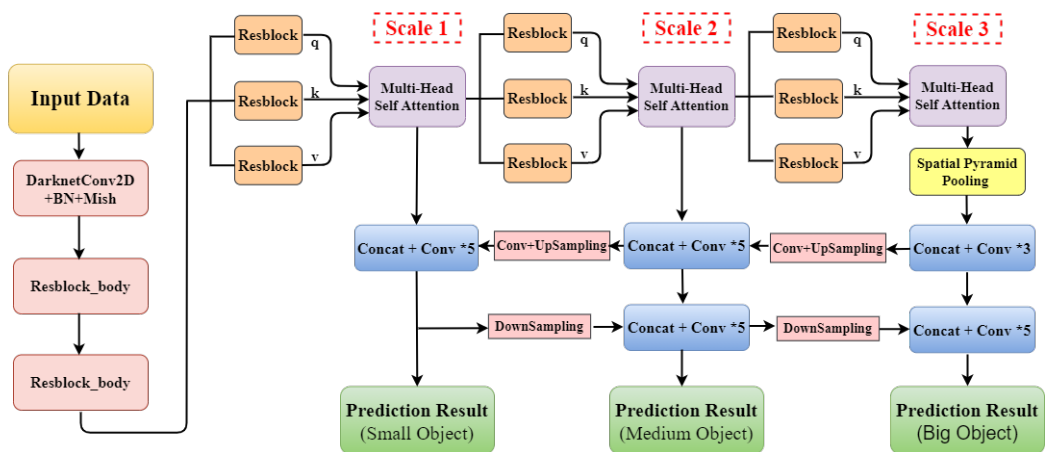 Scale 1
Scale 2
Scale 3
Input Data
DarknetConv2D
+BN+Mish
Resblock_body
Resblock_body
Resblock
q
Resblock
k
Resblock
v
Multi-Head
Self Attention
Resblock
q
Resblock
k
Resblock
v
Multi-Head
Self Attention
Resblock
q
Resblock
k
Resblock
v
Multi-Head
Self Attention
Spatial Pyramid
Pooling
Concat + Conv *5
Conv+UpSampling
Concat + Conv *5
Conv+UpSampling
Concat + Conv *3
DownSampling
Concat + Conv *5
DownSampling
Concat + Conv *5
Prediction Result
(Small Object)
Prediction Result
(Medium Object)
Prediction Result
(Big Object)